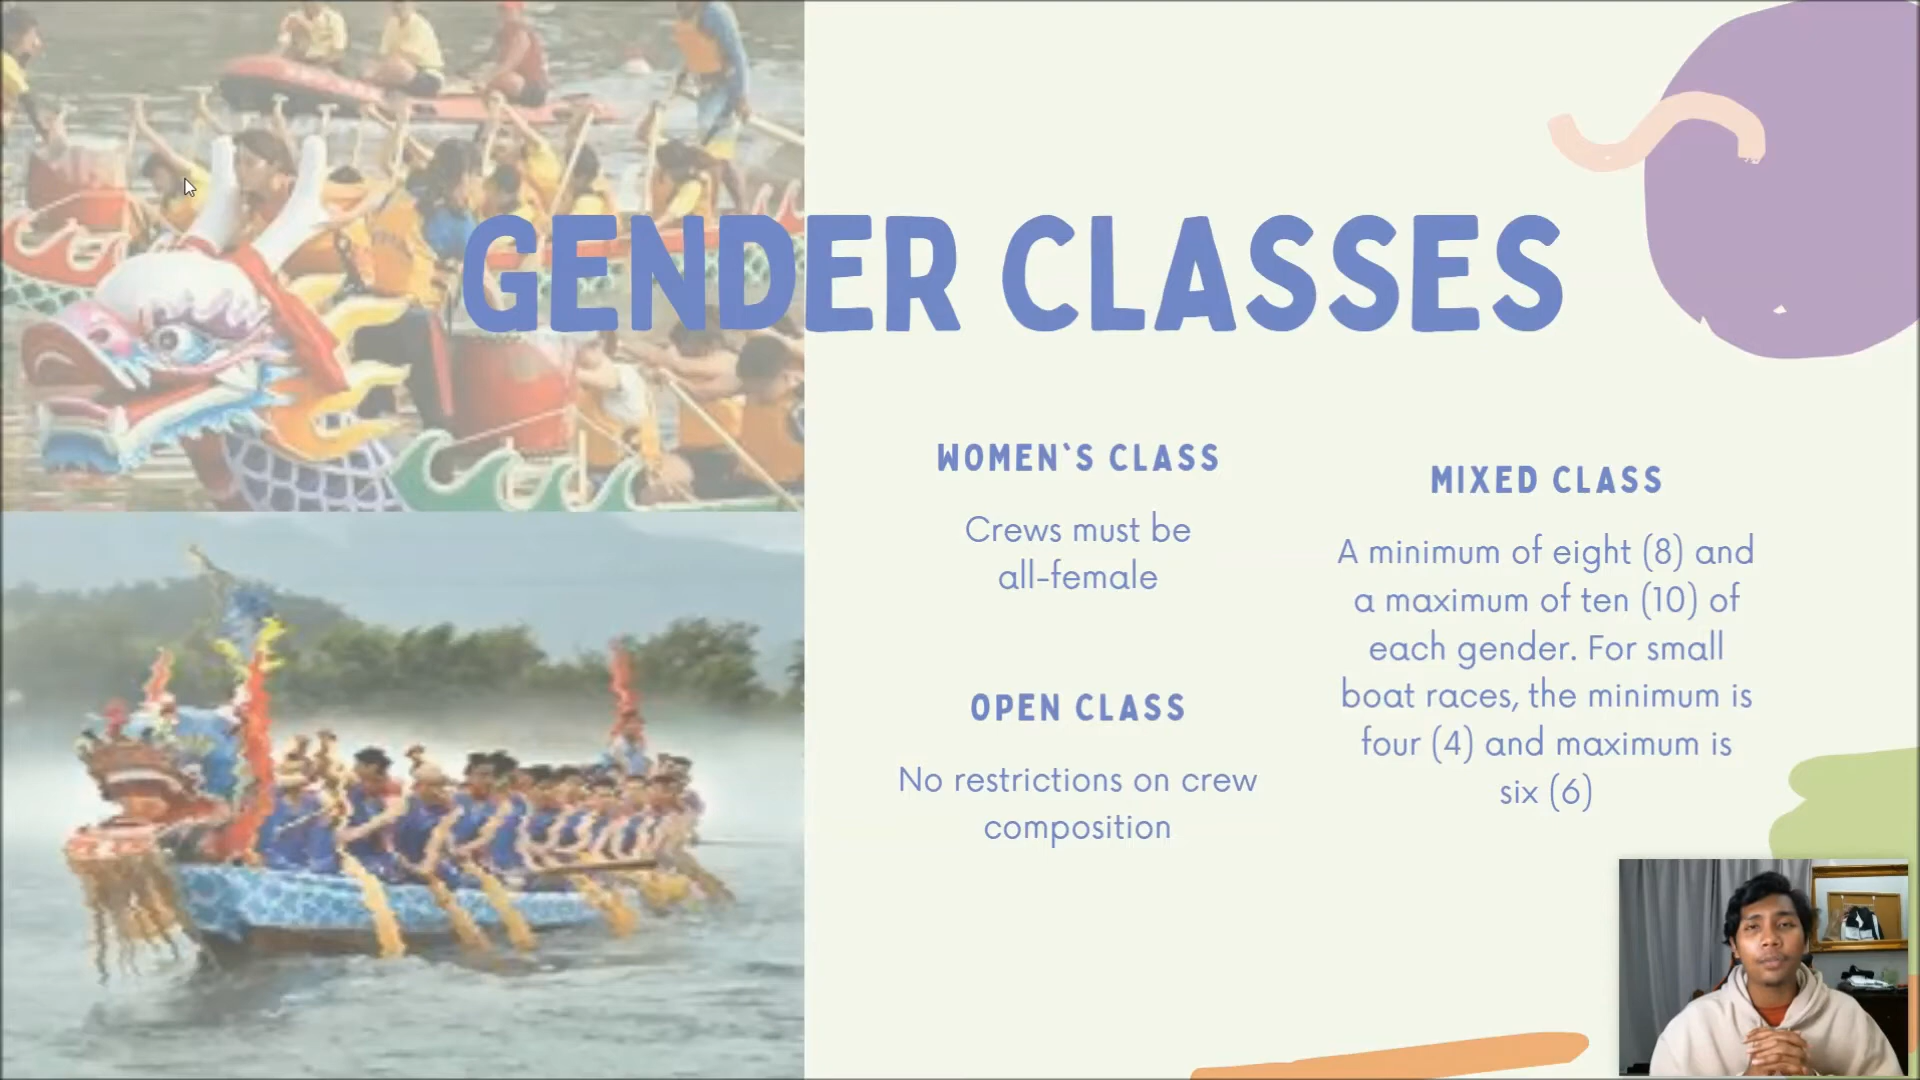 GENDER CLASSES
WOMEN'S CLASS
Crews must be
all-female
OPEN CLASS
No restrictions on crew
composition
MIXED CLASS
A minimum of eight (8) and
a maximum of ten (10) of
each gender. For small
boat races, the minimum is
four (4) and maximum is
six (6)